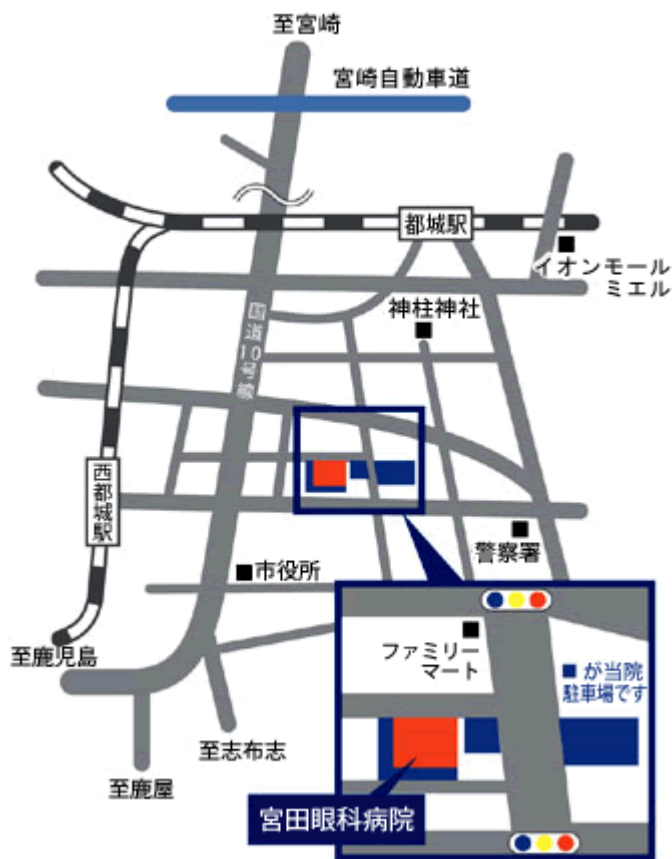 至宮崎
宮崎自動車道
都城駅
イオンモール
ミエル
神柱神社
国道10号線
西都城駅
警察署
■市役所
至鹿児島
ファミリー
マート
■が当院
駐車場です
至志布志
至鹿屋
宮田眼科病院